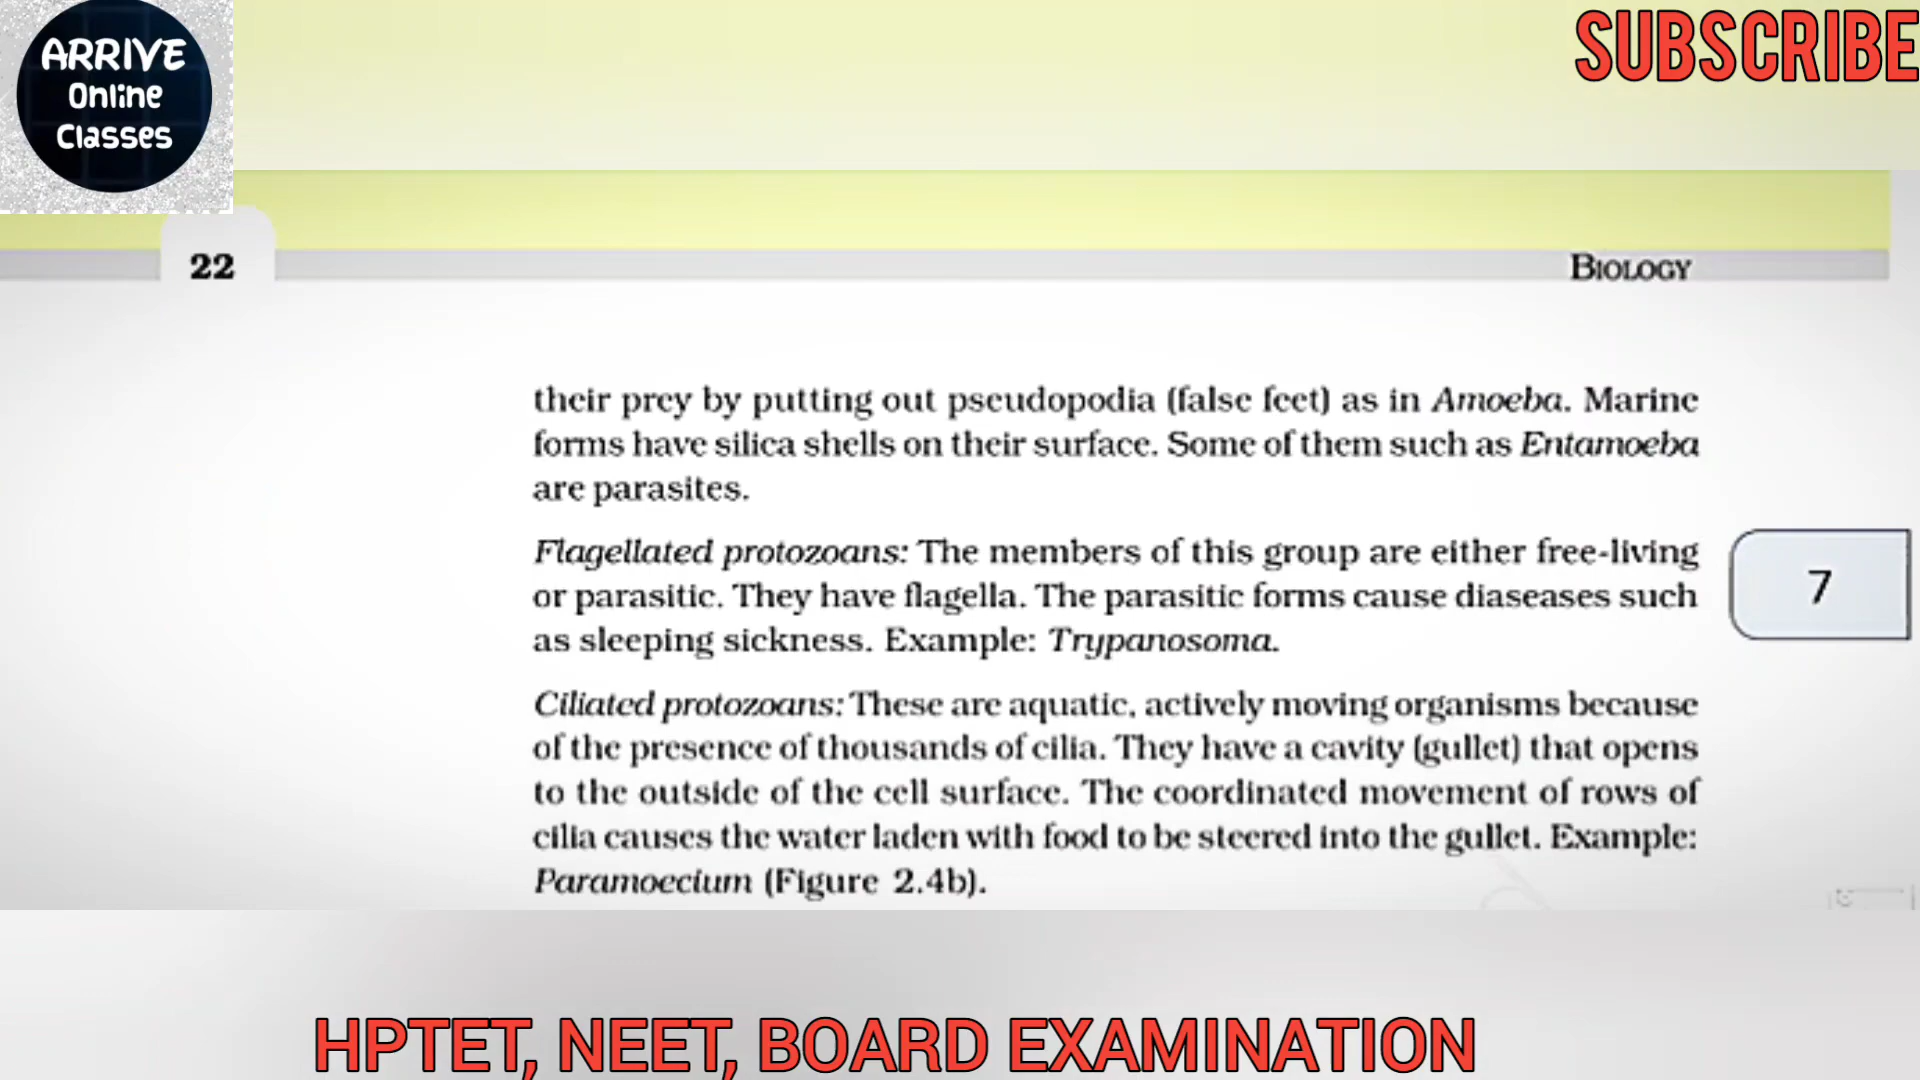 ARRIVE
Online
Classes
SUBSCRIBE
22
BIOLOGY
their prey by putting out pseudopodia (false feet) as in Amoeba. Marine
forms have silica shells on their surface. Some of them such as Entamoeba
are parasites.
Flagellated protozoans: The members of this group are either free-living
or parasitic. They have flagella. The parasitic forms cause diaseases such
as sleeping sickness. Example: Trypanosoma.
7
Ciliated protozoans: These are aquatic, actively moving organisms because
of the presence of thousands of cilia. They have a cavity (gullet) that opens
to the outside of the cell surface. The coordinated movement of rows of
cilia causes the water laden with food to be steered into the gullet. Example:
Paramoecium (Figure 2.4b).
HPTET, NEET, BOARD EXAMINATION